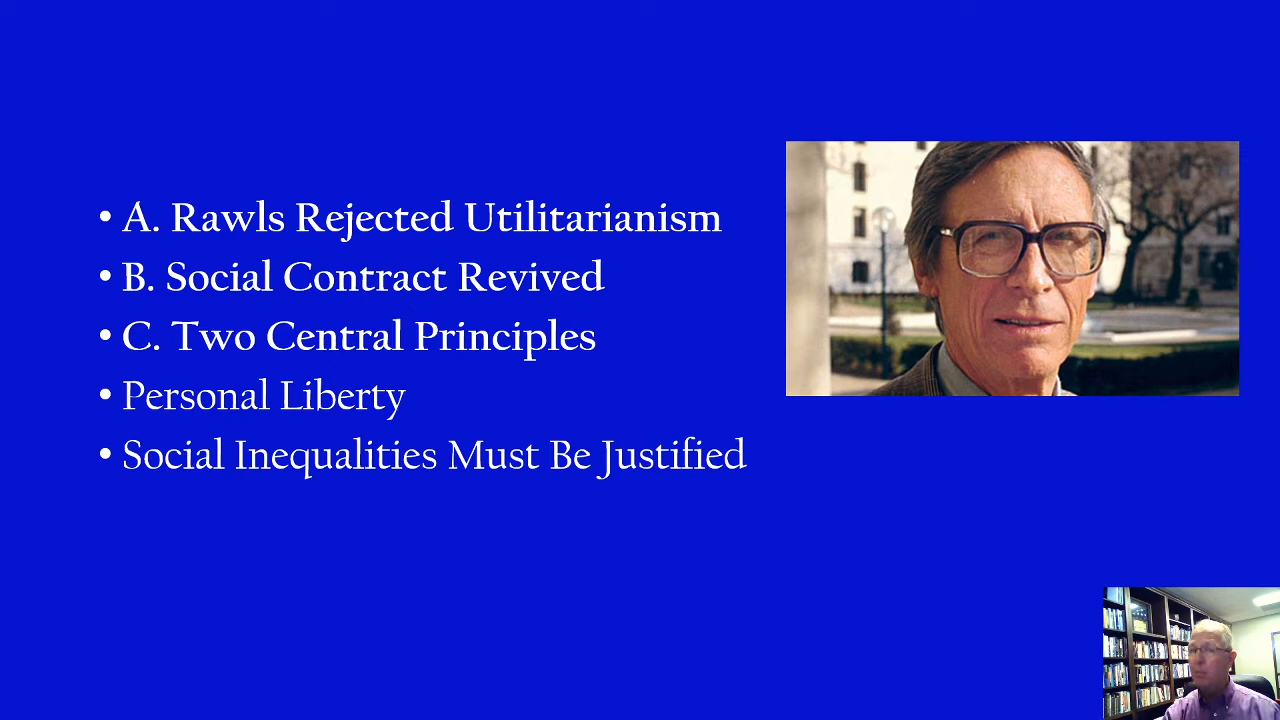 • A. Rawls Rejected Utilitarianism
• B. Social Contract Revived
• C. Two Central Principles
• Personal Liberty
• Social Inequalities Must Be Justified